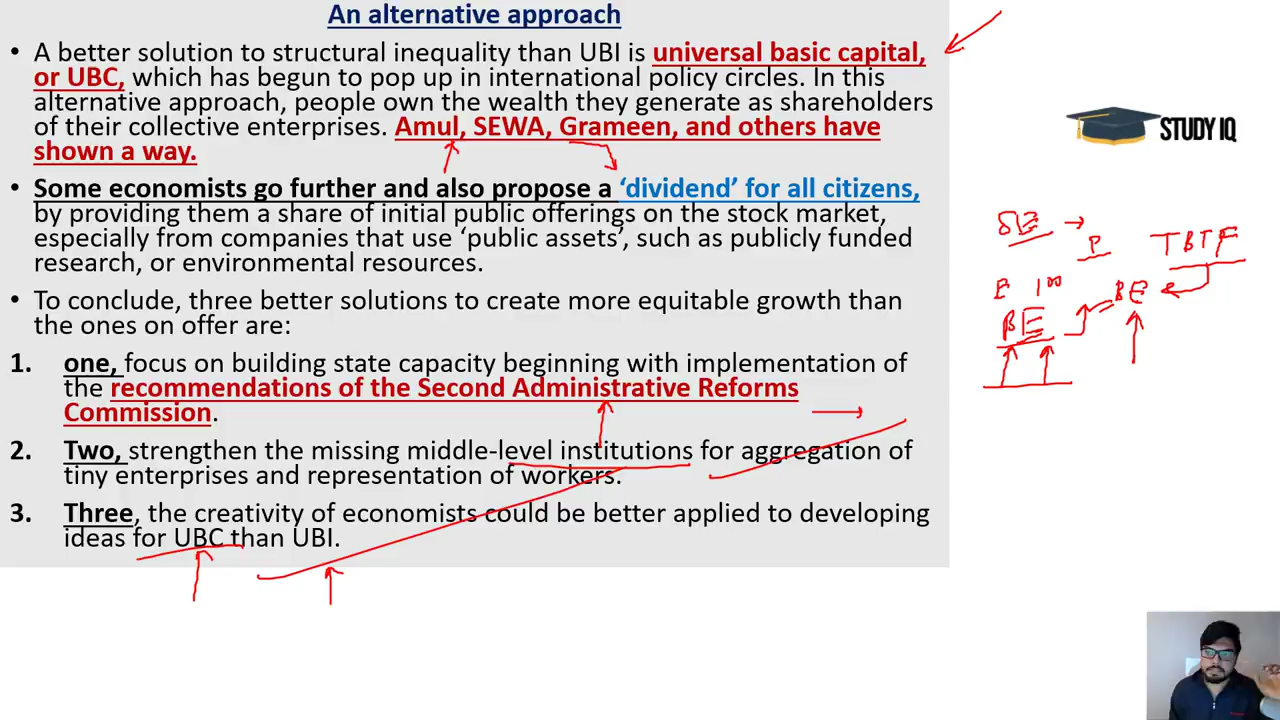 An alternative approach
• A better solution to structural inequality than UBI is universal basic capital,
or UBC, which has begun to pop up in international policy circles. In this
alternative approach, people own the wealth they generate as shareholders
of their collective enterprises. Amul, SEWA, Grameen, and others have
shown a way.
• Some economists go further and also propose a ‘dividend’ for all citizens,
by providing them a share of initial public offerings on the stock market,
especially from companies that use ‘public assets’, such as publicly funded
research, or environmental resources.
• To conclude, three better solutions to create more equitable growth than
the ones on offer are:
1. one, focus on building state capacity beginning with implementation of
the recommendations of the Second Administrative Reforms
Commission.
2. Two, strengthen the missing middle-level institutions for aggregation of
tiny enterprises and representation of workers.
3. Three, the creativity of economists could be better applied to developing
ideas for UBC than UBI.
STUDY IQ
SE
P
TBTF
E 100
BE
BE